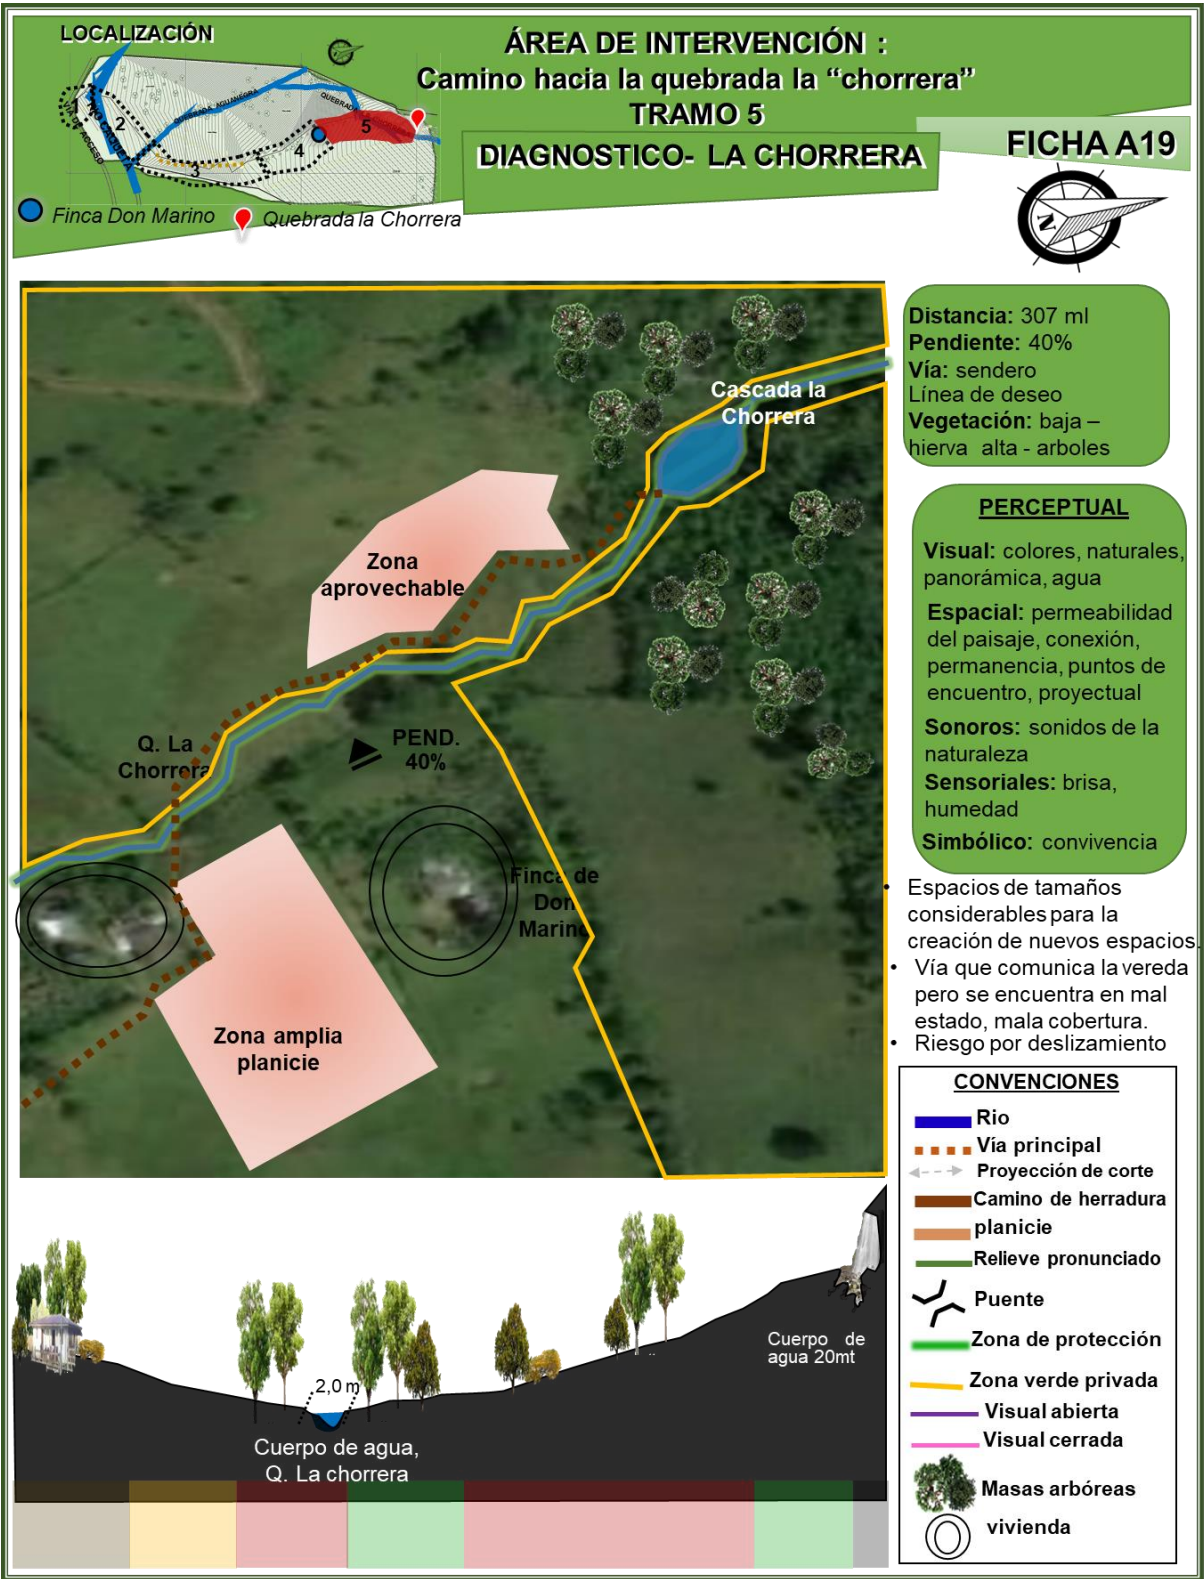 LOCALIZACIÓN
ÁREA DE INTERVENCIÓN :
Camino hacia la quebrada la “chorrera”
TRAMO 5
DIAGNOSTICO- LA CHORRERA
FICHA A19
2
3
4
5
QUEBRADA AGUANEGRA
Finca Don Marino
Quebrada la Chorrera
N
Distancia: 307 ml
Pendiente: 40%
Vía: sendero
Línea de deseo
Vegetación: baja –
hierva alta - arboles
PERCEPTUAL
Visual: colores, naturales,
panorámica, agua
Espacial: permeabilidad
del paisaje, conexión,
permanencia, puntos de
encuentro, proyectual
Sonoros: sonidos de la
naturaleza
Sensoriales: brisa,
humedad
Simbólico: convivencia
Cascada la
Chorrera
Zona
aprovechable
Q. La
Chorrera
PEND.
40%
Finca de
Don
Marino
Zona amplia
planicie
• Espacios de tamaños
considerables para la
creación de nuevos espacios.
• Vía que comunica la vereda
pero se encuentra en mal
estado, mala cobertura.
• Riesgo por deslizamiento
CONVENCIONES
Rio
Vía principal
Proyección de corte
Camino de herradura
planicie
Relieve pronunciado
Puente
Zona de protección
Zona verde privada
Visual abierta
Visual cerrada
Masas arbóreas
vivienda
2,0 m
Cuerpo de agua,
Q. La chorrera
Cuerpo de
agua 20mt